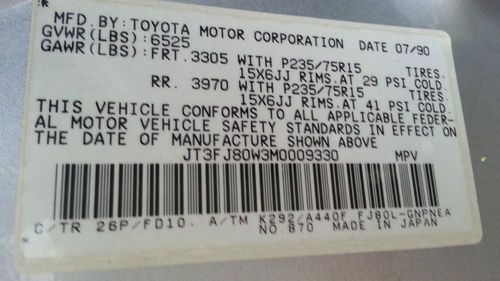 MFD.BY:TOYOTA MOTOR CORPORATION DATE 07/90
GVWR(LBS):6525
GAWR(LBS):FRT.3305 WITH P235/75R15 TIRES.
15X6JJ RIMS.AT 29 PSI COLD.
RR. 3970 WITH P235/75R15 TIRES.
15X6JJ RIMS.AT 41 PSI COLD.
THIS VEHICLE CONFORMS TO ALL APPLICABLE FEDER-
AL MOTOR VEHICLE SAFETY STANDARDS IN EFFECT ON
THE DATE OF MANUFACTURE SHOWN ABOVE
JT3FJ80W3M0009330 MPV
C/TR 26P/FD10. A/TM K292/A440F FJ80L-GNPNEA
NO.870 MADE IN JAPAN